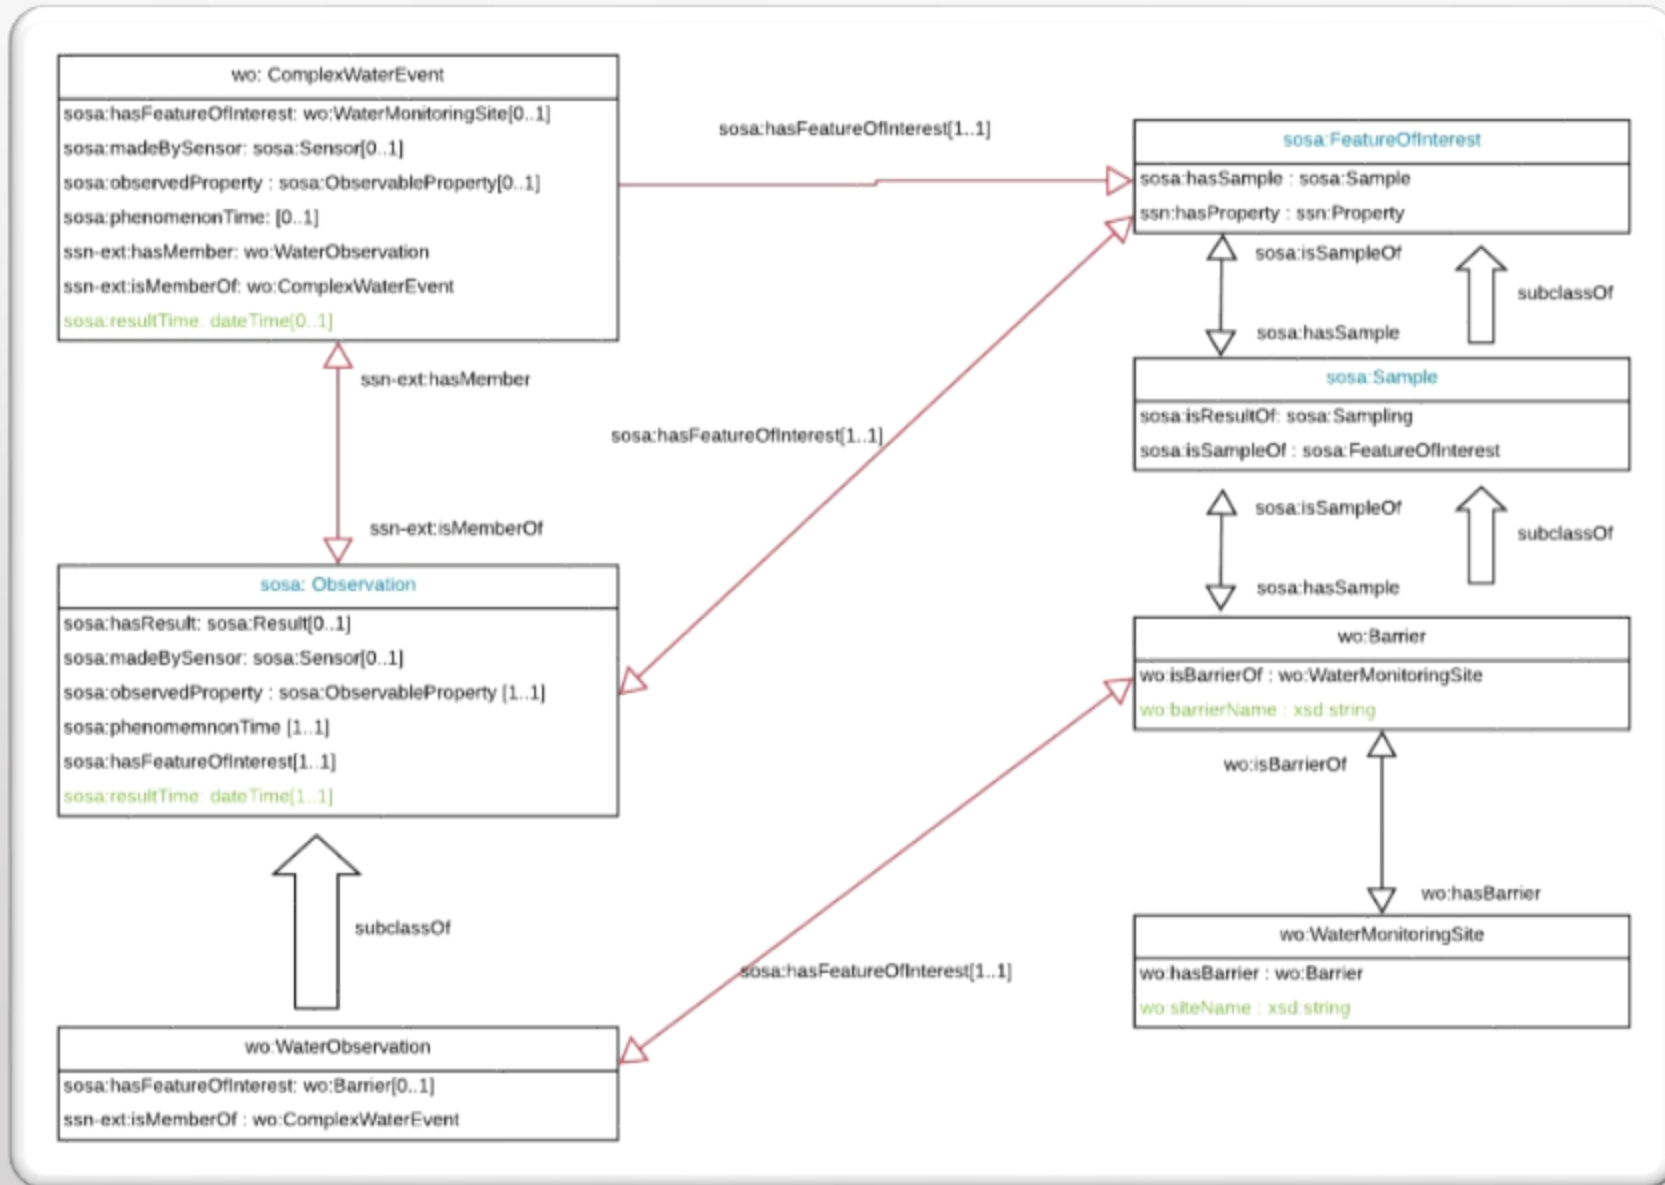 wo: ComplexWaterEvent
sosa:hasFeatureOfInterest: wo:WaterMonitoringSite[0..1]
sosa:madeBySensor: sosa:Sensor[0..1]
sosa:observedProperty : sosa:ObservableProperty[0..1]
sosa:phenomenonTime: [0..1]
ssn-ext:hasMember: wo:WaterObservation
ssn-ext:isMemberOf: wo:ComplexWaterEvent
sosa:resultTime: dateTime[0..1]
sosa:hasFeatureOfInterest[1..1]
sosa:FeatureOfInterest
sosa:hasSample : sosa:Sample
ssn:hasProperty : ssn:Property
sosa:isSampleOf
subclassOf
sosa:hasSample
ssn-ext:hasMember
ssn-ext:isMemberOf
sosa:hasFeatureOfInterest[1..1]
sosa:Sample
sosa:isResultOf: sosa:Sampling
sosa:isSampleOf : sosa:FeatureOfInterest
sosa:isSampleOf
subclassOf
sosa:hasSample
sosa: Observation
sosa:hasResult: sosa:Result[0..1]
sosa:madeBySensor: sosa:Sensor[0..1]
sosa:observedProperty : sosa:ObservableProperty [1..1]
sosa:phenomemnonTime [1..1]
sosa:hasFeatureOfInterest[1..1]
sosa:resultTime: dateTime[1..1]
wo:Barrier
wo:isBarrierOf : wo:WaterMonitoringSite
wo:barrierName : xsd:string
wo:isBarrierOf
wo:hasBarrier
subclassOf
sosa:hasFeatureOfInterest[1..1]
wo:WaterMonitoringSite
wo:hasBarrier : wo:Barrier
wo:siteName : xsd:string
wo:WaterObservation
sosa:hasFeatureOfInterest: wo:Barrier[0..1]
ssn-ext:isMemberOf : wo:ComplexWaterEvent